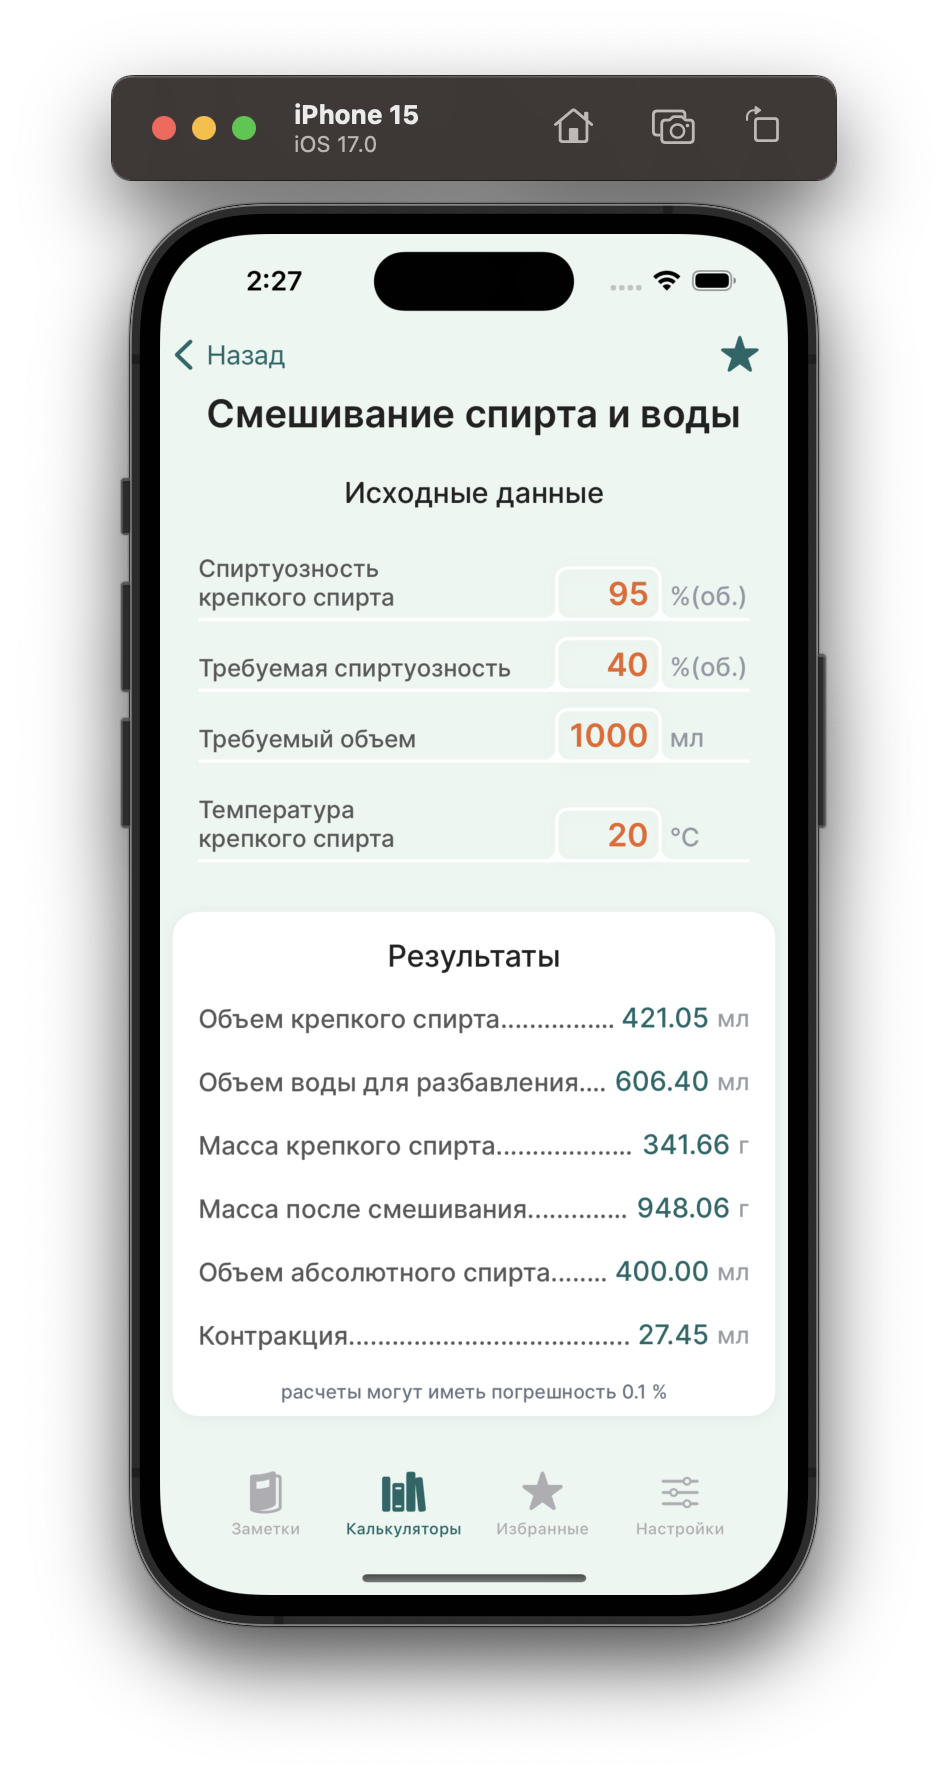 iPhone 15
iOS 17.0
2:27
Назад
Смешивание спирта и воды
Исходные данные
Спиртуозность
крепкого спирта 95 %(об.)
Требуемая спиртуозность 40 %(об.)
Требуемый объем 1000 мл
Температура
крепкого спирта 20 °C
Результаты
Объем крепкого спирта................ 421.05 мл
Объем воды для разбавления.... 606.40 мл
Масса крепкого спирта................... 341.66 г
Масса после смешивания.............. 948.06 г
Объем абсолютного спирта........ 400.00 мл
Контракция....................................... 27.45 мл
расчеты могут иметь погрешность 0.1 %
Заметки Калькуляторы Избранные Настройки